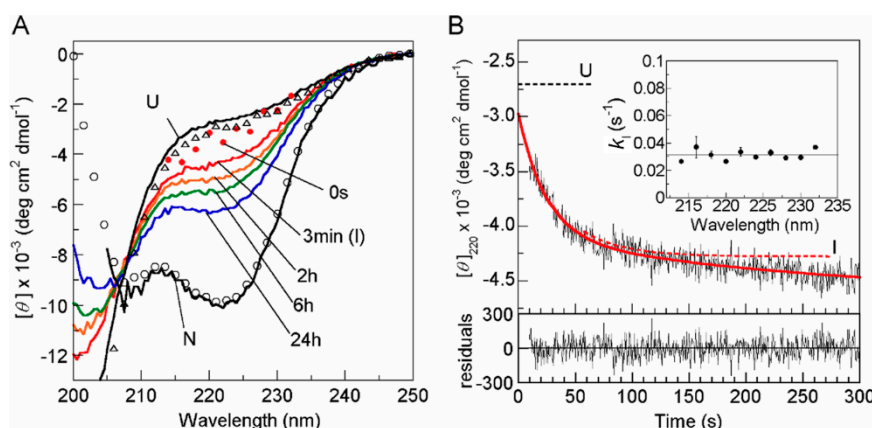 A
B
0
-2
-4
-6
-8
-10
-12
[θ] x 10⁻³ (deg cm² dmol⁻¹)
U
0s
3min (I)
2h
6h
24h
N
200 210 220 230 240 250
Wavelength (nm)
-2.5
-3.0
-3.5
-4.0
-4.5
[θ]₂₂₀ x 10⁻³ (deg cm² dmol⁻¹)
U
I
0.1
0.08
0.06
0.04
0.02
0
kI (s⁻¹)
215 220 225 230 235
Wavelength (nm)
300
0
-300
residuals
0 50 100 150 200 250 300
Time (s)